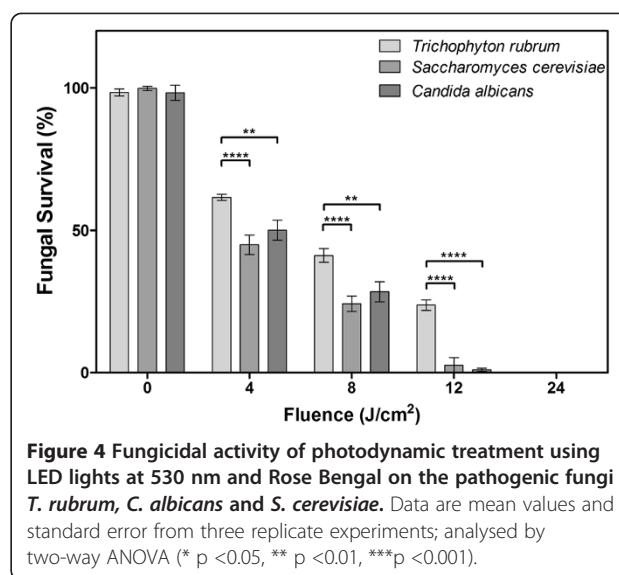 Trichophyton rubrum
Saccharomyces cerevisiae
Candida albicans
Fungal Survival (%)
100
50
0
**
****
**
****
****
****
0 4 8 12 24
Fluence (J/cm²)
Figure 4 Fungicidal activity of photodynamic treatment using
LED lights at 530 nm and Rose Bengal on the pathogenic fungi
T. rubrum, C. albicans and S. cerevisiae. Data are mean values and
standard error from three replicate experiments; analysed by
two-way ANOVA (* p <0.05, ** p <0.01, ***p <0.001).